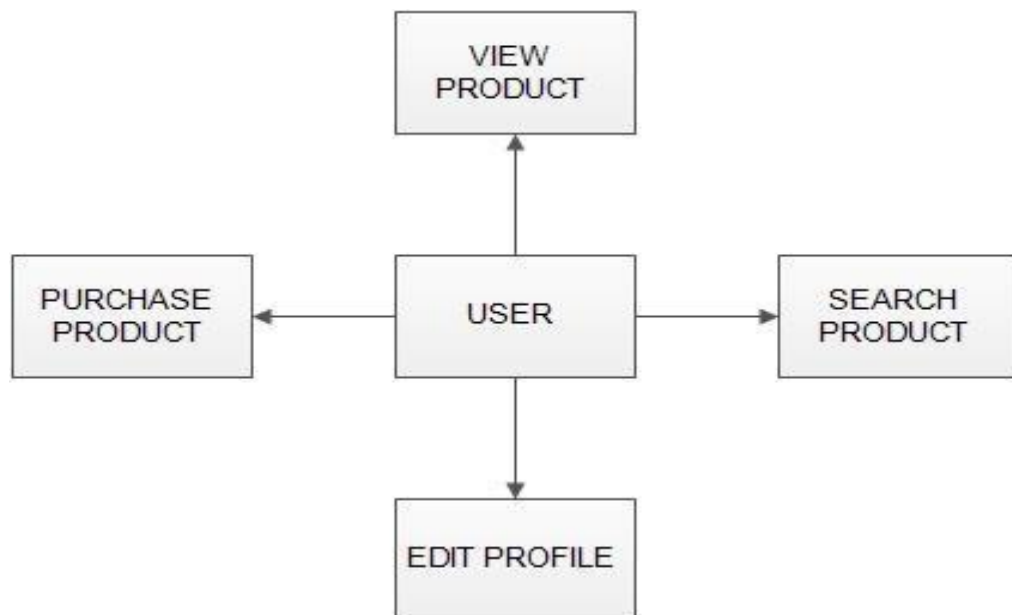 VIEW
PRODUCT
PURCHASE
PRODUCT
USER
SEARCH
PRODUCT
EDIT PROFILE